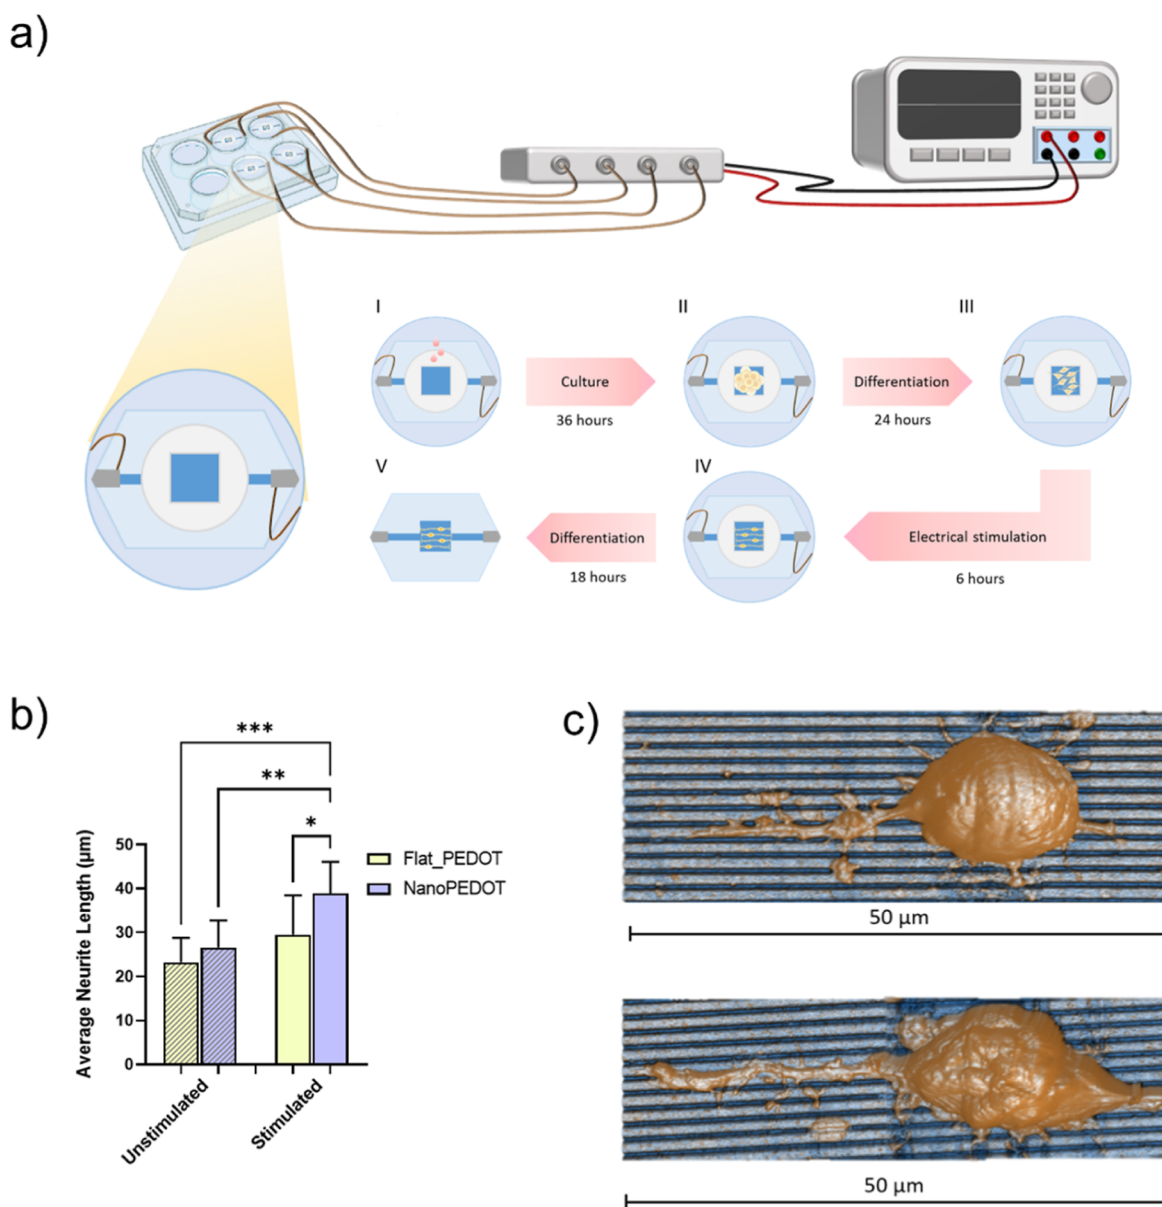 a)
I
II
III
Culture
36 hours
Differentiation
24 hours
V
IV
Differentiation
18 hours
Electrical stimulation
6 hours
b)
***
**
*
Average Neurite Length (µm)
50
40
30
20
10
0
Unstimulated
Stimulated
Flat_PEDOT
NanoPEDOT
c)
50 µm
50 µm